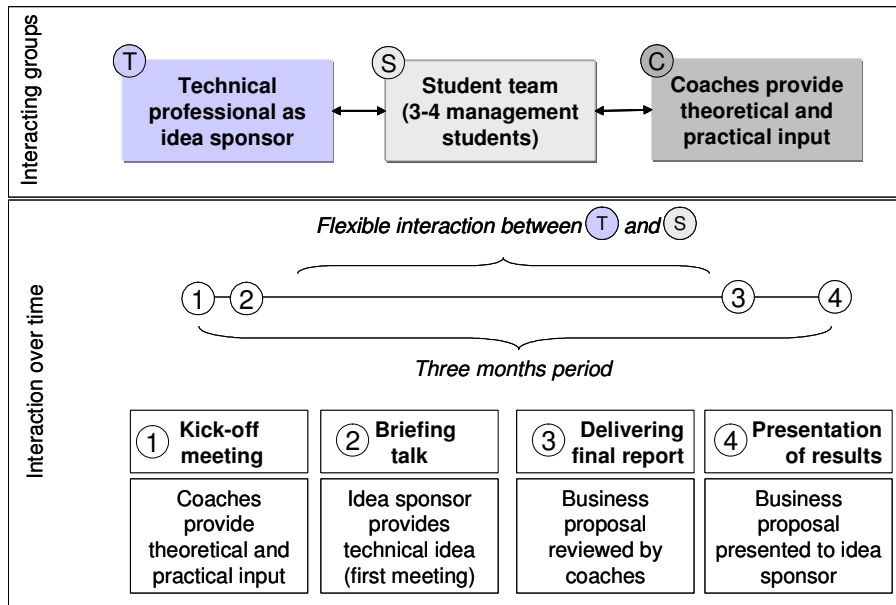 Interacting groups
T
Technical
professional as
idea sponsor
S
Student team
(3-4 management
students)
C
Coaches provide
theoretical and
practical input
Interaction over time
Flexible interaction between T and S
1 2 3 4
Three months period
1 Kick-off
meeting
Coaches
provide
theoretical and
practical input
2 Briefing
talk
Idea sponsor
provides
technical idea
(first meeting)
3 Delivering
final report
Business
proposal
reviewed by
coaches
4 Presentation
of results
Business
proposal
presented to idea
sponsor